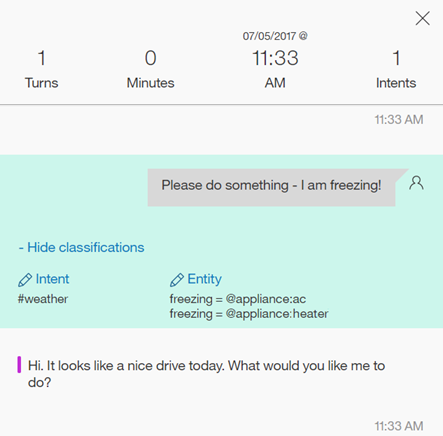 07/05/2017 @
1 0 11:33 1
Turns Minutes AM Intents
11:33 AM
Please do something - I am freezing!
- Hide classifications
Intent Entity
#weather freezing = @appliance:ac
freezing = @appliance:heater
Hi. It looks like a nice drive today. What would you like me to
do?
11:33 AM